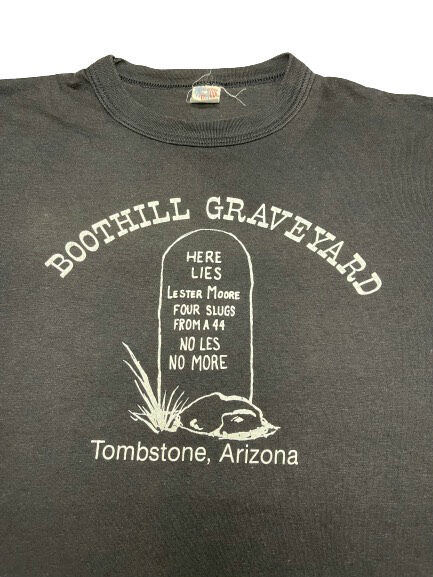 BOOTHILL GRAVEYARD
HERE
LIES
LESTER MOORE
FOUR SLUGS
FROM A 44
NO LES
NO MORE
Tombstone, Arizona